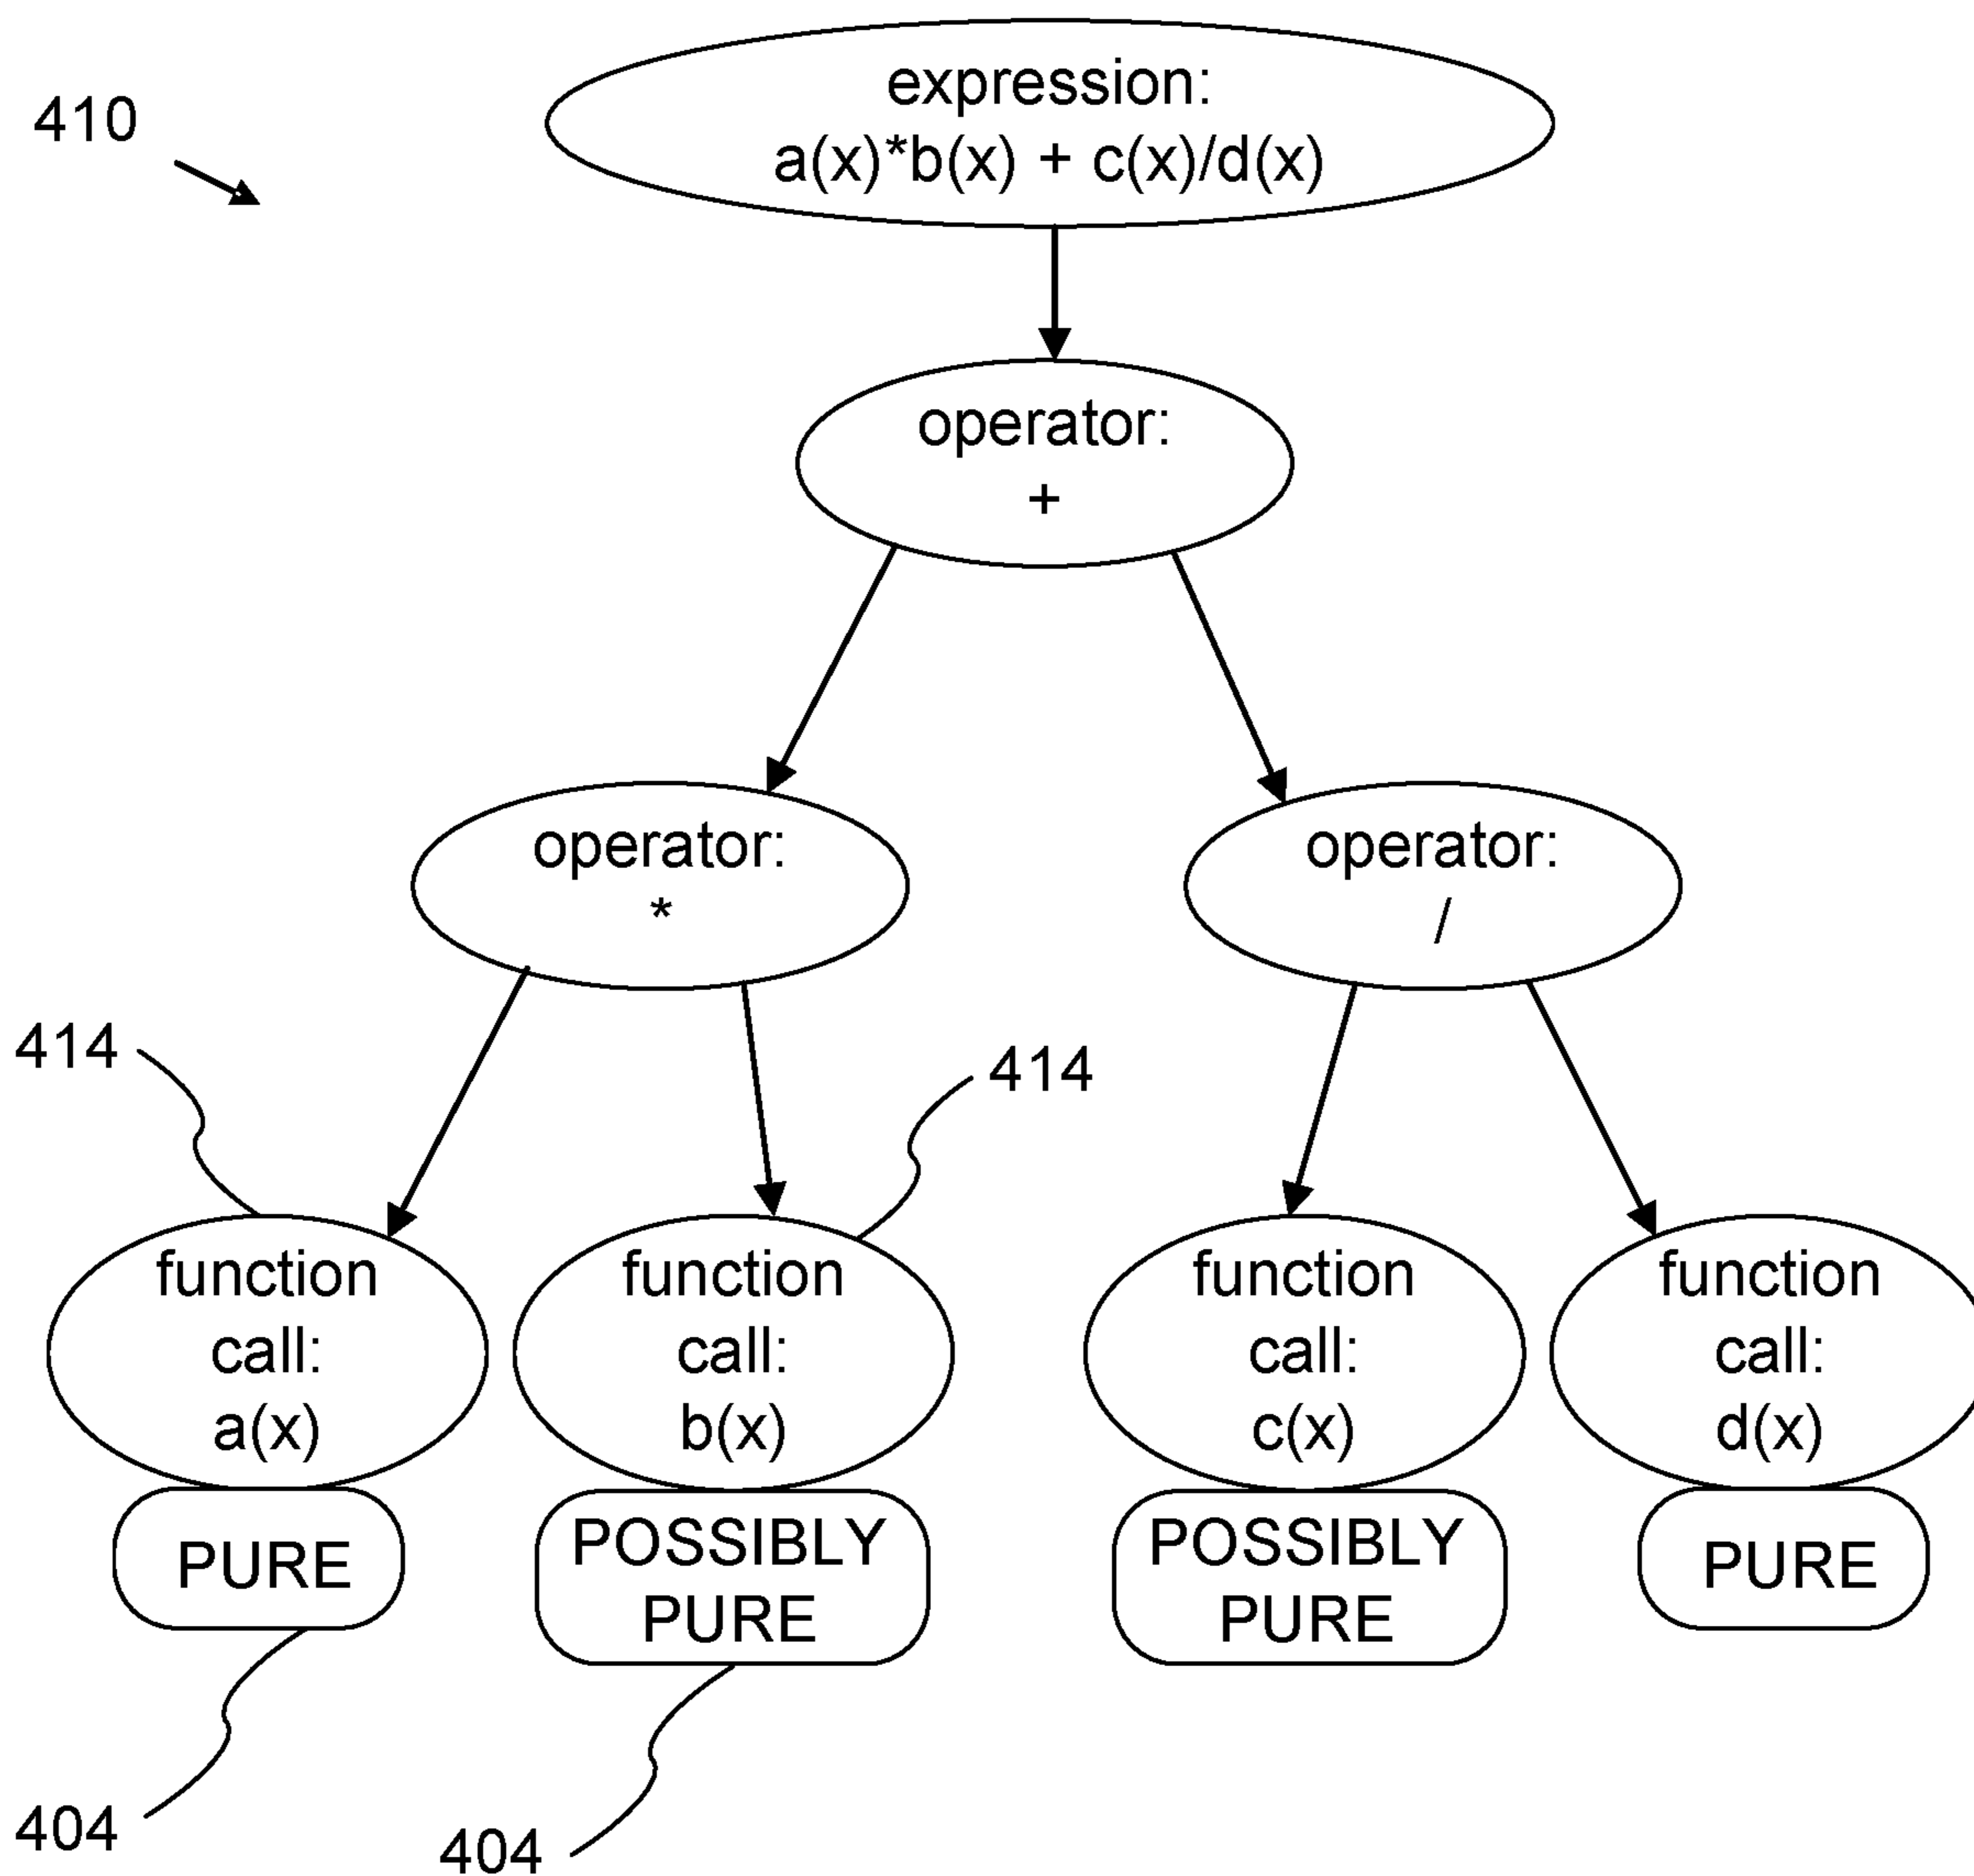 410
expression:
a(x)*b(x) + c(x)/d(x)
operator:
+
operator:
*
operator:
/
414
414
function
call:
a(x)
function
call:
b(x)
function
call:
c(x)
function
call:
d(x)
PURE
POSSIBLY
PURE
POSSIBLY
PURE
PURE
404
404